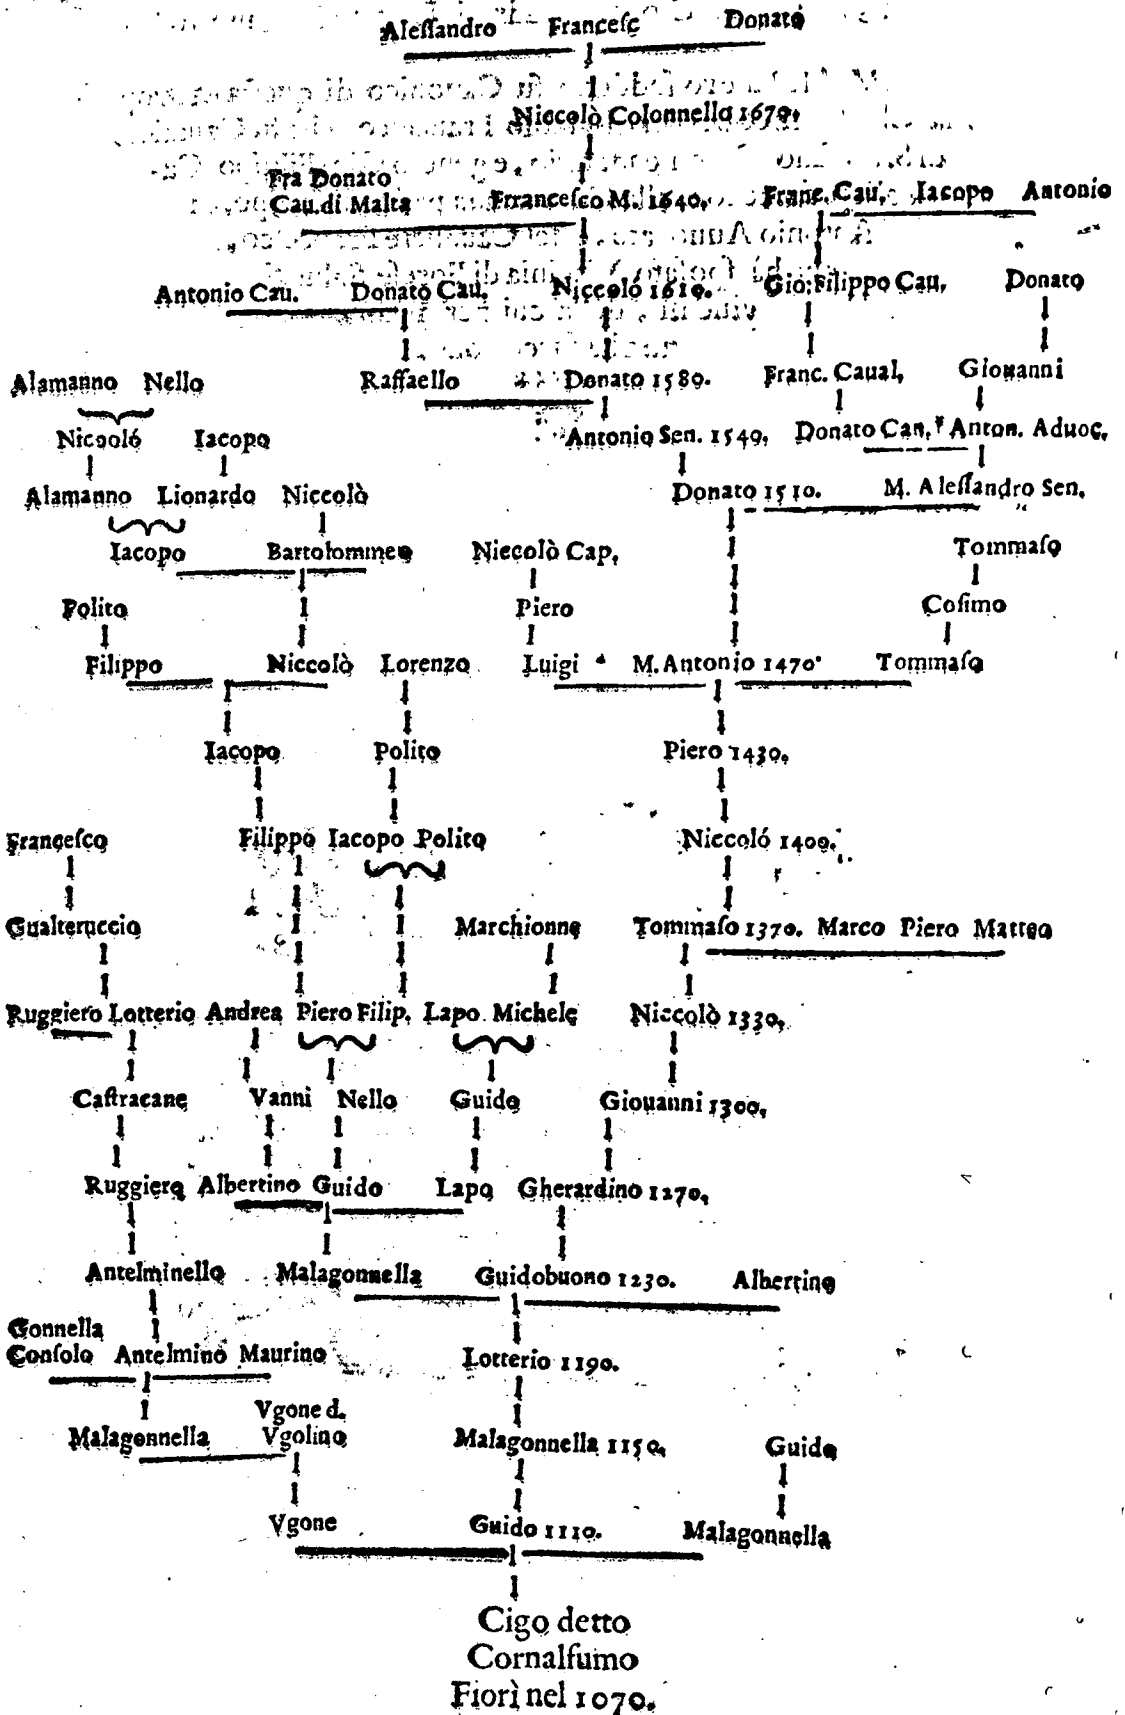 Alessandro Francesc Donato
Niccolò Colonnello 1670.
Fra Donato
Cau. di Malta Frrancesco M. 1640. Franc. Cau. Iacopo Antonio
Antonio Cau. Donato Cau. Niccoló 1610. Gio: Filippo Cau. Donato
Alamanno Nello Raffaello Donato 1580. Franc. Caual. Giouanni
Niccoló Iacopo Antonio Sen. 1540. Donato Can. Anton. Aduoc.
Alamanno Lionardo Niccolò Donato 1510. M. Alessandro Sen.
Iacopo Bartolommeo Niccolò Cap. Tommaso
Polito Piero Cosimo
Filippo Niccolò Lorenzo Luigi M. Antonio 1470. Tommaso
Iacopo Polito Piero 1430.
Francesco Filippo Iacopo Polito Niccoló 1400.
Gualteruccio Marchionne Tommaso 1370. Marco Piero Matteo
Ruggiero Lotterio Andrea Piero Filip. Lapo Michele Niccolò 1330.
Castracane Vanni Nello Guido Giouanni 1300.
Ruggiero Albertino Guido Lapo Gherardino 1270.
Antelminello Malagonnella Guidobuono 1230. Albertino
Gonnella
Consolo Antelmino Maurino Lotterio 1190.
Vgone d.
Malagonnella Vgolino Malagonnella 1150. Guido
Vgone Guido 1110. Malagonnella
Cigo detto
Cornalfumo
Fiorì nel 1070.